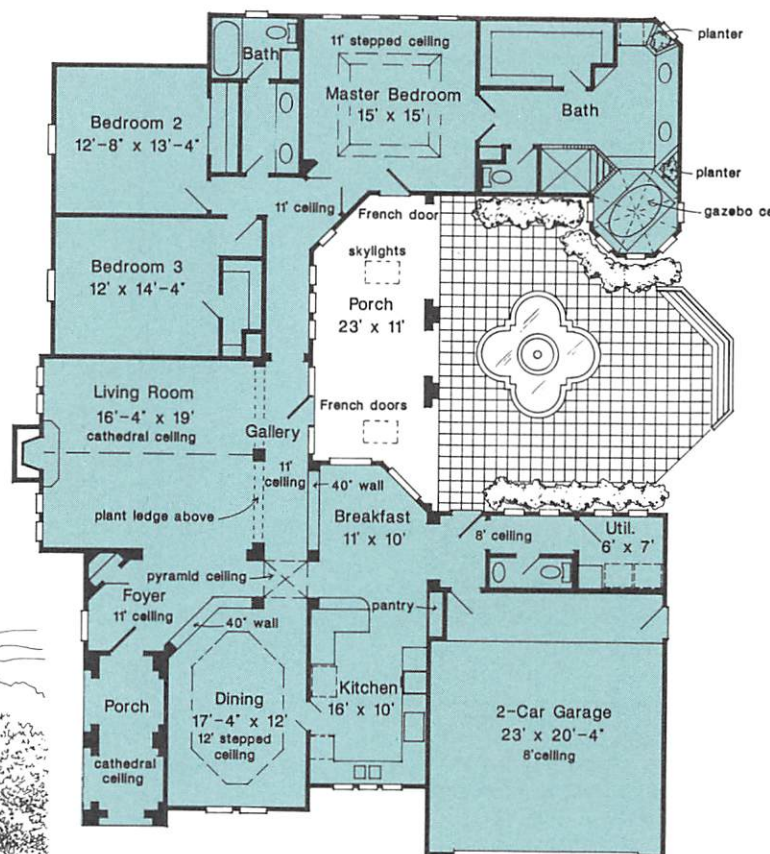 planter
11' stepped ceiling
Bath
Master Bedroom
15' x 15'
Bath
Bedroom 2
12'-8" x 13'-4"
planter
11' ceiling
French door
gazebo
skylights
Bedroom 3
12' x 14'-4"
Porch
23' x 11'
Living Room
16'-4" x 19'
cathedral ceiling
French doors
Gallery
11'
ceiling
40" wall
plant ledge above
Breakfast
11' x 10'
8' ceiling
Util.
6' x 7'
pyramid ceiling
Foyer
11' ceiling
pantry
40" wall
Porch
cathedral
ceiling
Dining
17'-4" x 12'
12' stepped
ceiling
Kitchen
16' x 10'
2-Car Garage
23' x 20'-4"
8' ceiling